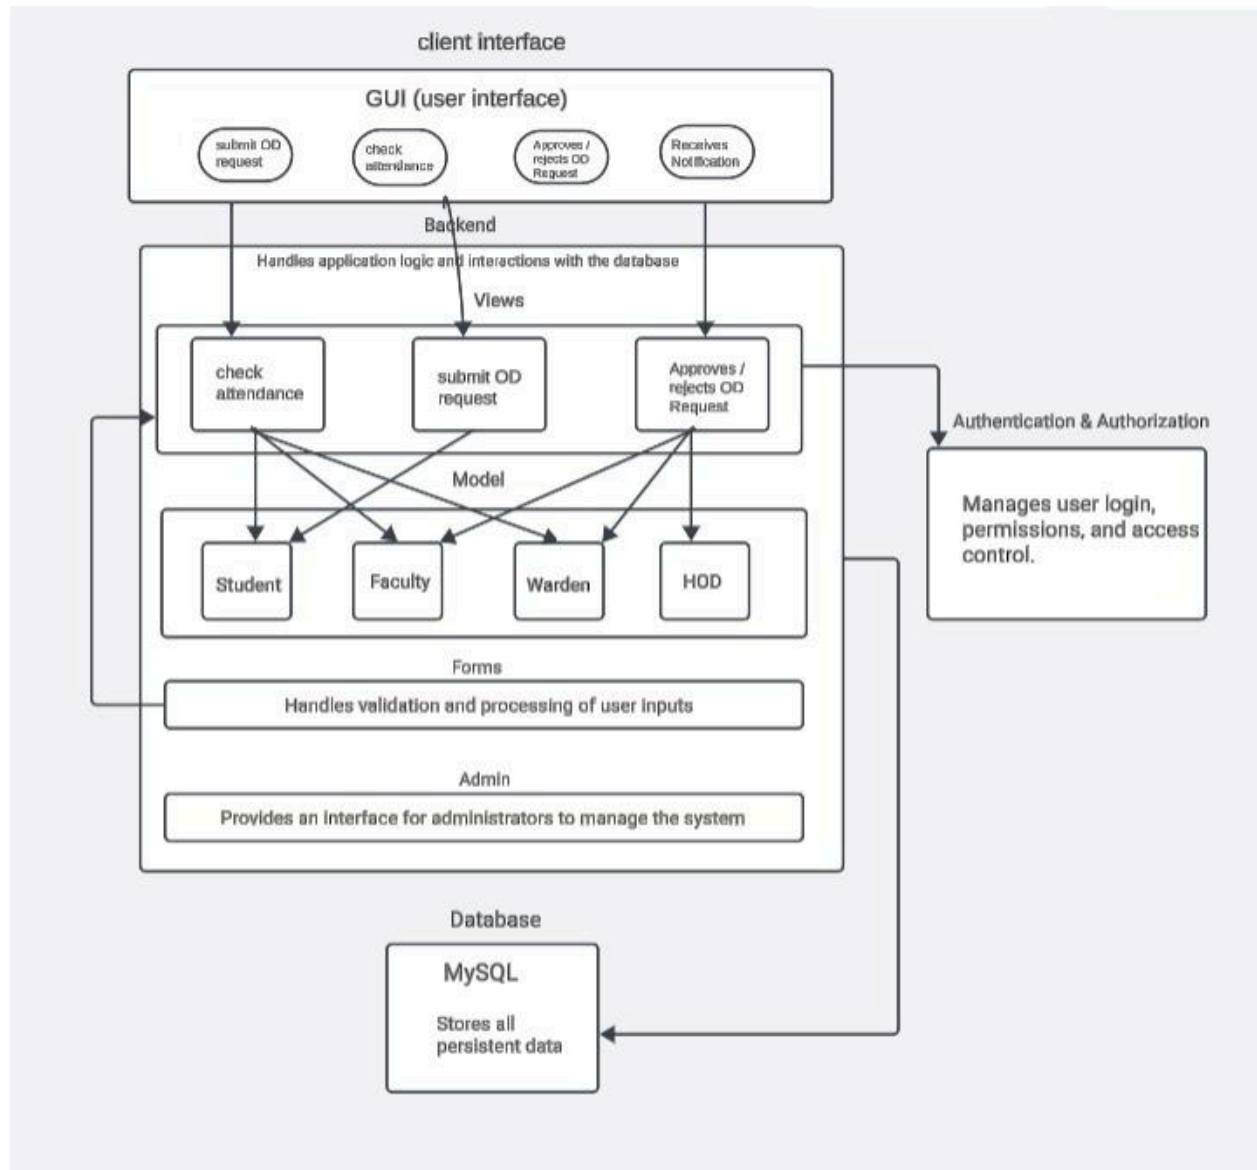 client interface
GUI (user interface)
submit OD
request
check
attendance
Approves /
rejects OD
Request
Receives
Notification
Backend
Handles application logic and interactions with the database
Views
check
attendance
submit OD
request
Approves /
rejects OD
Request
Authentication & Authorization
Manages user login,
permissions, and access
control.
Model
Student
Faculty
Warden
HOD
Forms
Handles validation and processing of user inputs
Admin
Provides an interface for administrators to manage the system
Database
MySQL
Stores all
persistent data